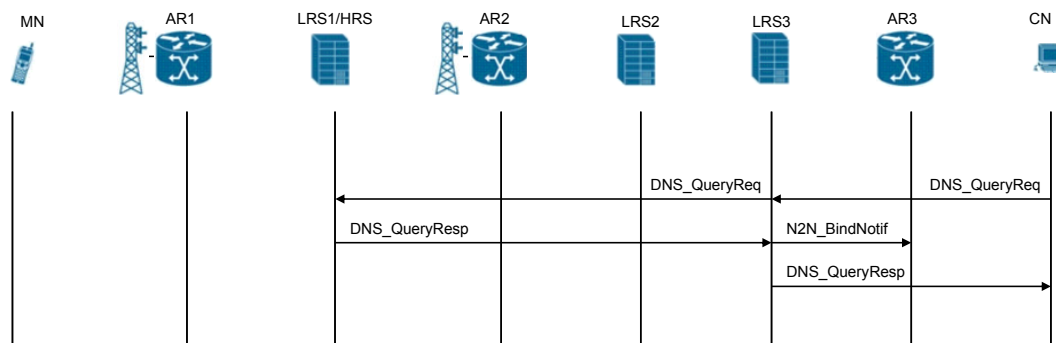 MN
AR1
LRS1/HRS
AR2
LRS2
LRS3
AR3
CN
DNS_QueryReq
DNS_QueryReq
DNS_QueryResp
N2N_BindNotif
DNS_QueryResp